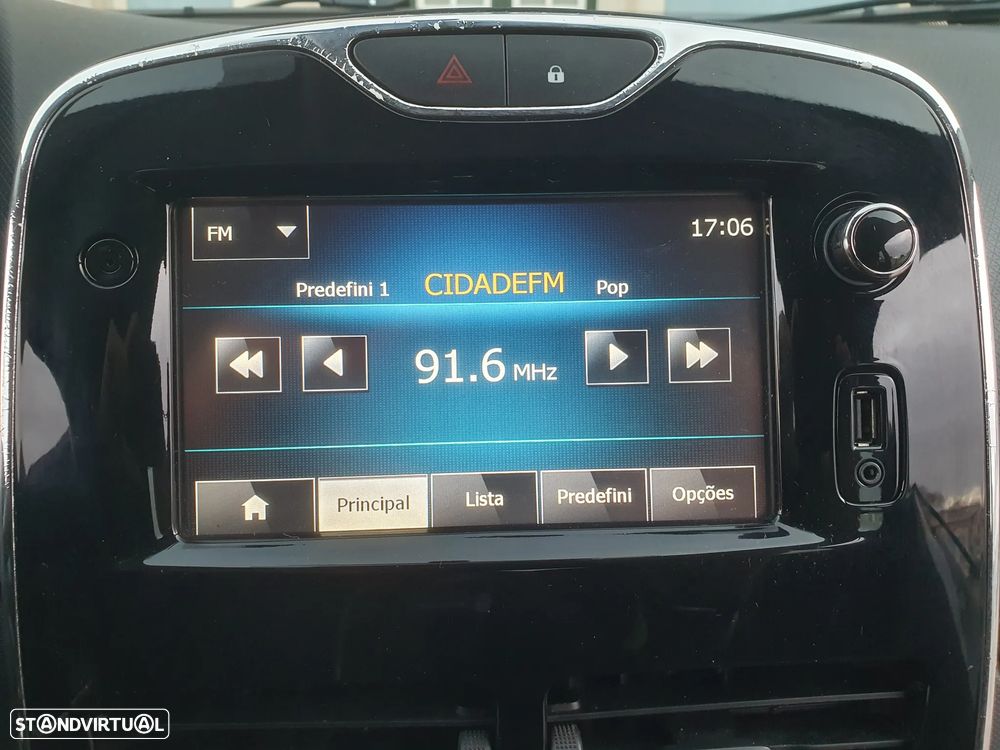 FM
17:06
Predefini 1 CIDADEFM Pop
91.6 MHz
Principal Lista Predefini Opções
STANDVIRTUAL